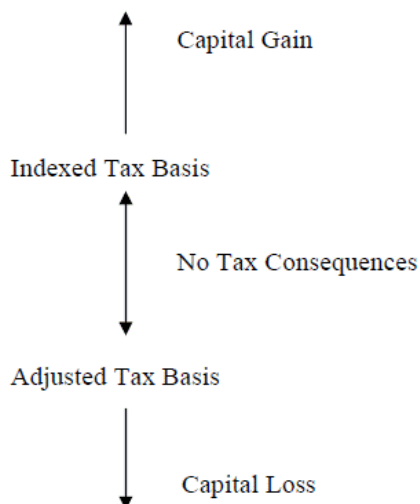 Capital Gain
Indexed Tax Basis
No Tax Consequences
Adjusted Tax Basis
Capital Loss